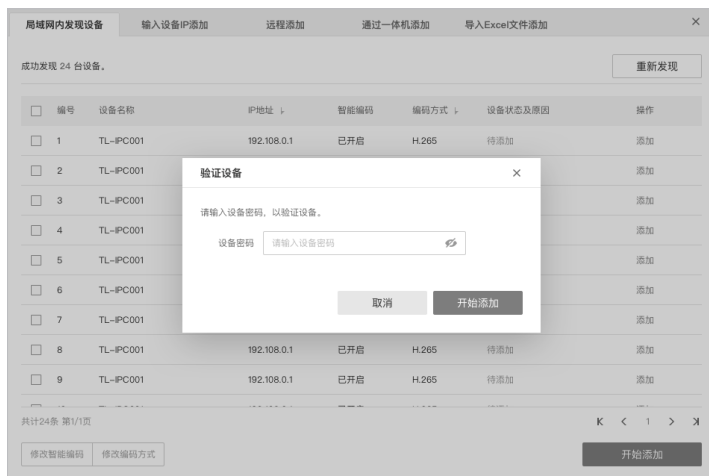 局域网内发现设备 输入设备IP添加 远程添加 通过一体机添加 导入Excel文件添加
成功发现 24 台设备。 重新发现
编号 设备名称 IP地址 智能编码 编码方式 设备状态及原因 操作
1 TL-IPC001 192.108.0.1 已开启 H.265 待添加 添加
2 TL-IPC001 添加
验证设备
3 TL-IPC001 添加
请输入设备密码，以验证设备。
4 TL-IPC001 添加
设备密码 请输入设备密码
5 TL-IPC001 添加
6 TL-IPC001 添加
取消 开始添加
7 TL-IPC001 添加
8 TL-IPC001 192.108.0.1 已开启 H.265 待添加 添加
9 TL-IPC001 192.108.0.1 已开启 H.265 待添加 添加
共计24条 第1/1页 1
修改智能编码 修改编码方式 开始添加